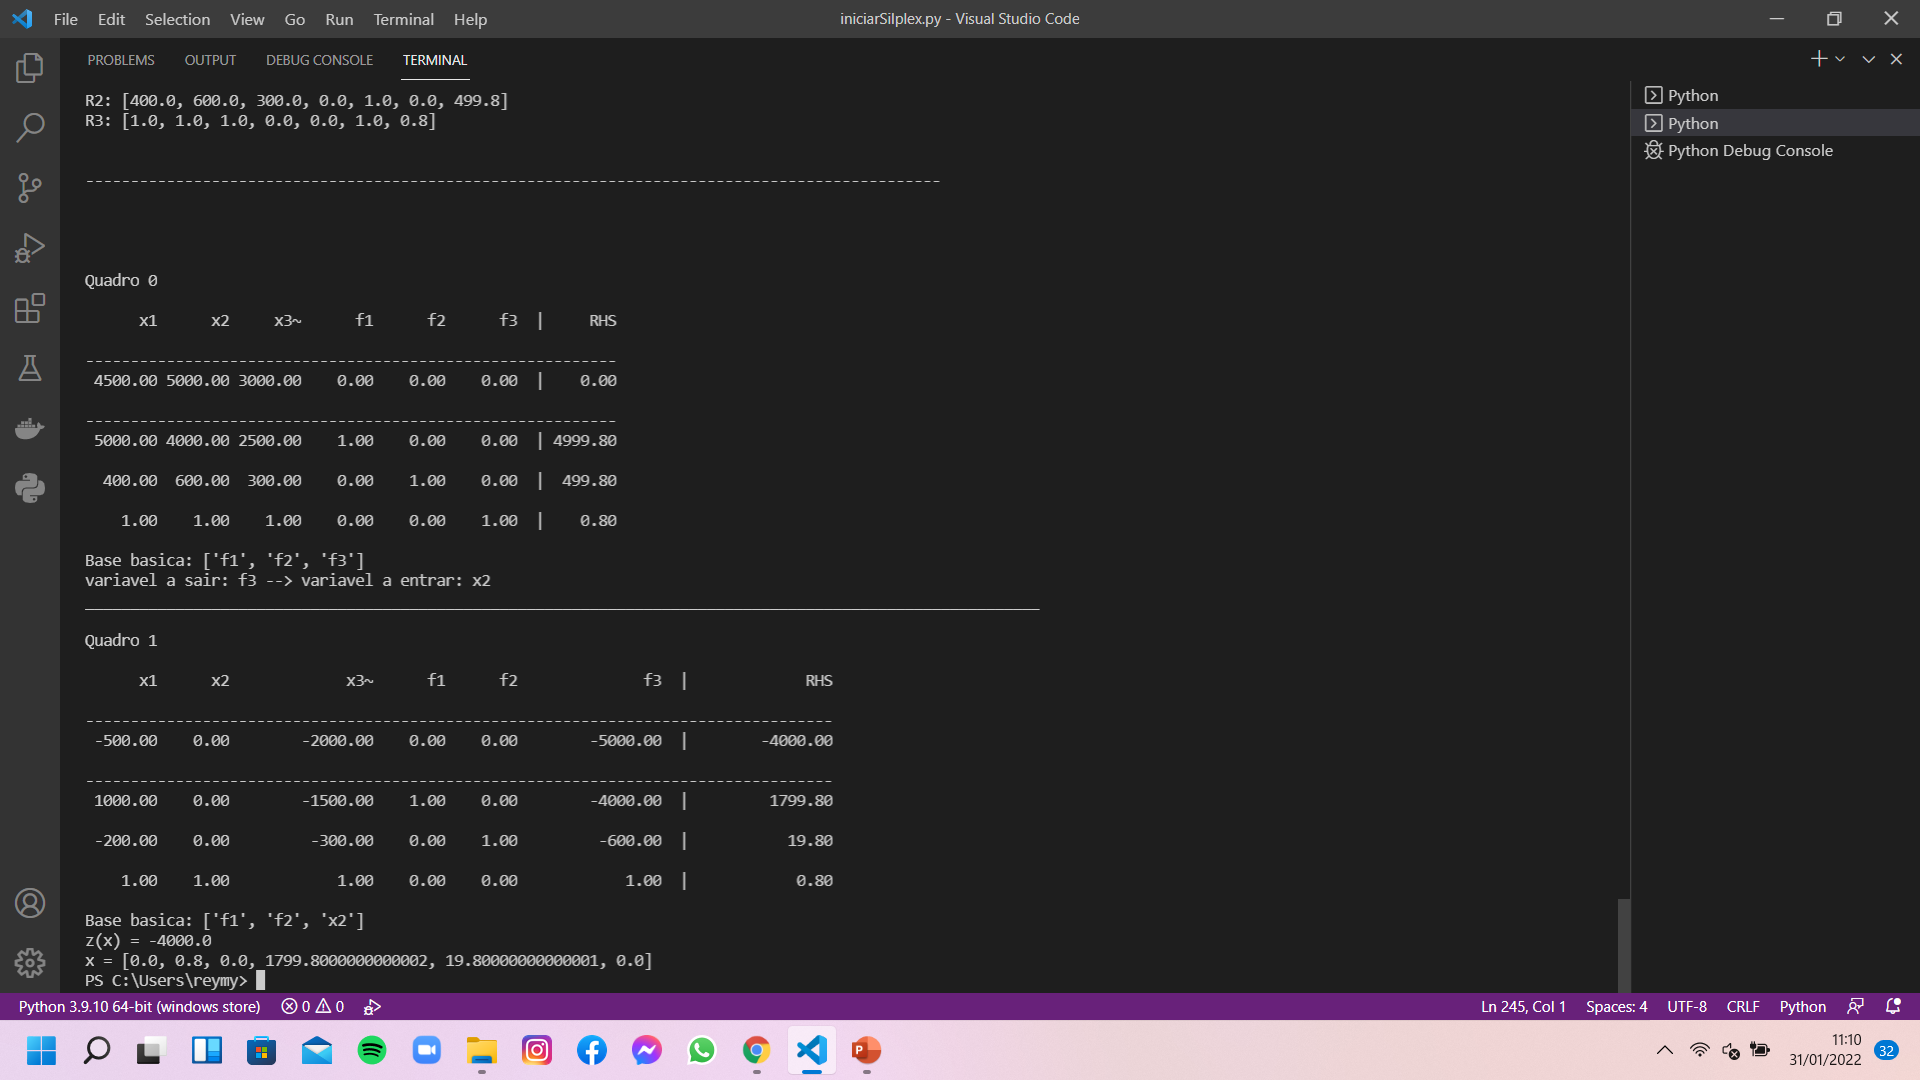 File Edit Selection View Go Run Terminal Help
iniciarSilplex.py - Visual Studio Code
PROBLEMS OUTPUT DEBUG CONSOLE TERMINAL
R2: [400.0, 600.0, 300.0, 0.0, 1.0, 0.0, 499.8]
R3: [1.0, 1.0, 1.0, 0.0, 0.0, 1.0, 0.8]
-----------------------------------------------------------------------------------------------
Quadro 0
x1 x2 x3~ f1 f2 f3 | RHS
-----------------------------------------------------------
4500.00 5000.00 3000.00 0.00 0.00 0.00 | 0.00
-----------------------------------------------------------
5000.00 4000.00 2500.00 1.00 0.00 0.00 | 4999.80
400.00 600.00 300.00 0.00 1.00 0.00 | 499.80
1.00 1.00 1.00 0.00 0.00 1.00 | 0.80
Base basica: ['f1', 'f2', 'f3']
variavel a sair: f3 --> variavel a entrar: x2
__________________________________________________________________________________________________________
Quadro 1
x1 x2 x3~ f1 f2 f3 | RHS
-----------------------------------------------------------------------------------
-500.00 0.00 -2000.00 0.00 0.00 -5000.00 | -4000.00
-----------------------------------------------------------------------------------
1000.00 0.00 -1500.00 1.00 0.00 -4000.00 | 1799.80
-200.00 0.00 -300.00 0.00 1.00 -600.00 | 19.80
1.00 1.00 1.00 0.00 0.00 1.00 | 0.80
Base basica: ['f1', 'f2', 'x2']
z(x) = -4000.0
x = [0.0, 0.8, 0.0, 1799.8000000000002, 19.80000000000001, 0.0]
PS C:\Users\reymy>
Python
Python
Python Debug Console
Python 3.9.10 64-bit (windows store) 0 0
Ln 245, Col 1 Spaces: 4 UTF-8 CRLF Python
11:10
31/01/2022
32